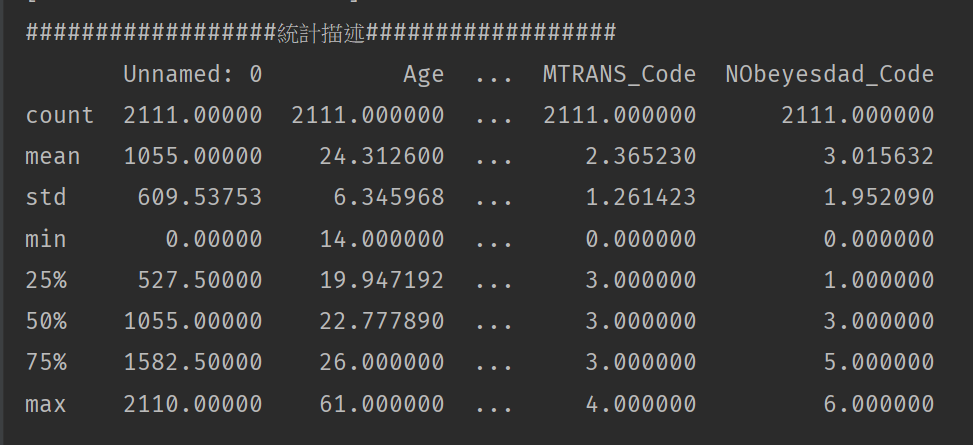 ##################統計描述##################
Unnamed: 0 Age ... MTRANS_Code NObeyesdad_Code
count 2111.00000 2111.000000 ... 2111.000000 2111.000000
mean 1055.00000 24.312600 ... 2.365230 3.015632
std 609.53753 6.345968 ... 1.261423 1.952090
min 0.00000 14.000000 ... 0.000000 0.000000
25% 527.50000 19.947192 ... 3.000000 1.000000
50% 1055.00000 22.777890 ... 3.000000 3.000000
75% 1582.50000 26.000000 ... 3.000000 5.000000
max 2110.00000 61.000000 ... 4.000000 6.000000